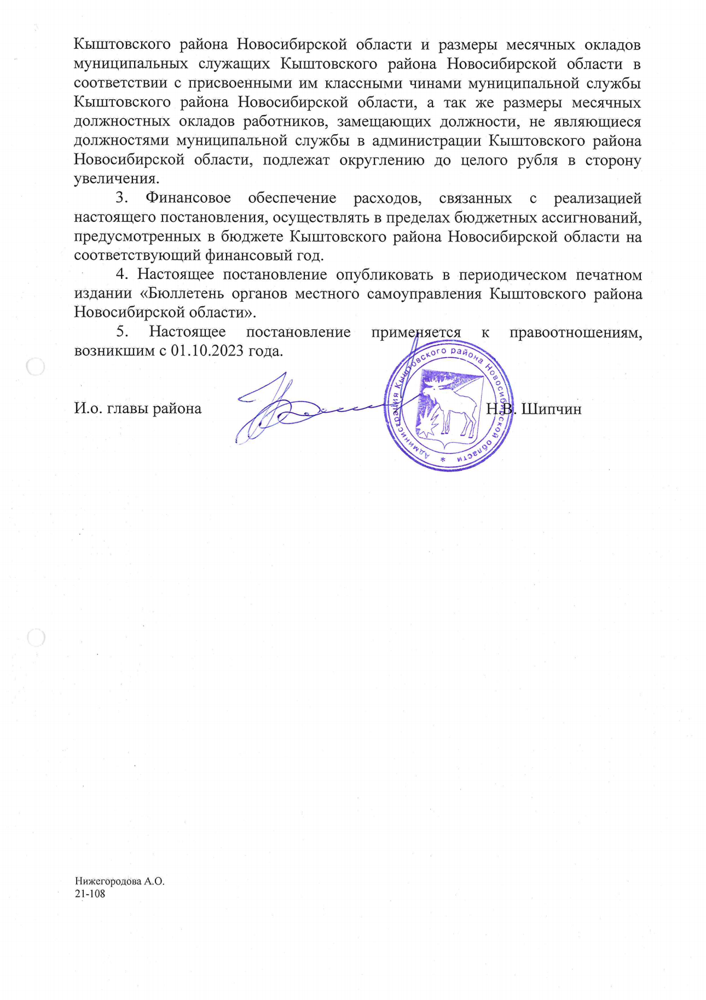 Кыштовского района Новосибирской области и размеры месячных окладов
муниципальных служащих Кыштовского района Новосибирской области в
соответствии с присвоенными им классными чинами муниципальной службы
Кыштовского района Новосибирской области, а так же размеры месячных
должностных окладов работников, замещающих должности, не являющиеся
должностями муниципальной службы в администрации Кыштовского района
Новосибирской области, подлежат округлению до целого рубля в сторону
увеличения.
3. Финансовое обеспечение расходов, связанных с реализацией
настоящего постановления, осуществлять в пределах бюджетных ассигнований,
предусмотренных в бюджете Кыштовского района Новосибирской области на
соответствующий финансовый год.
4. Настоящее постановление опубликовать в периодическом печатном
издании «Бюллетень органов местного самоуправления Кыштовского района
Новосибирской области».
5. Настоящее постановление применяется к правоотношениям,
возникшим с 01.10.2023 года.
И.о. главы района Н.В. Шипчин
Администрация Кыштовского района Новосибирской области *
Нижегородова А.О.
21-108